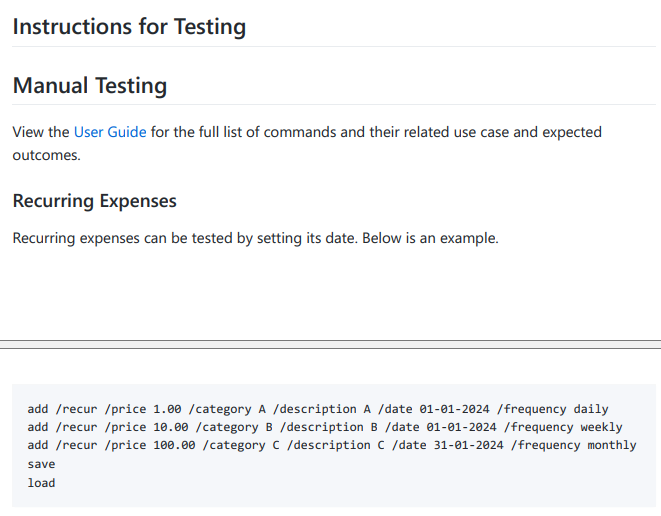 Instructions for Testing
Manual Testing
View the User Guide for the full list of commands and their related use case and expected
outcomes.
Recurring Expenses
Recurring expenses can be tested by setting its date. Below is an example.
add /recur /price 1.00 /category A /description A /date 01-01-2024 /frequency daily
add /recur /price 10.00 /category B /description B /date 01-01-2024 /frequency weekly
add /recur /price 100.00 /category C /description C /date 31-01-2024 /frequency monthly
save
load